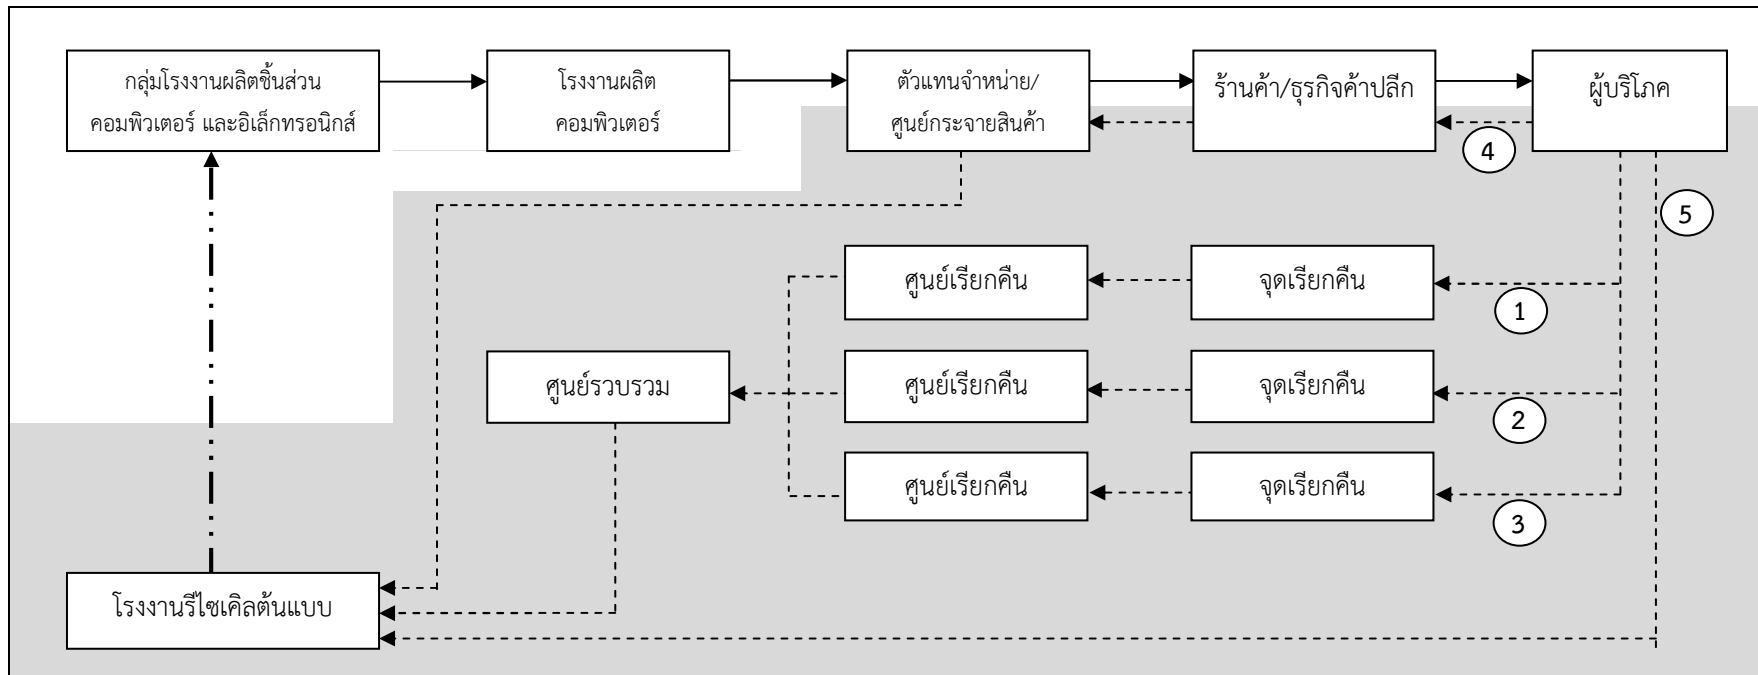 กลุ่มโรงงานผลิตชิ้นส่วน
คอมพิวเตอร์ และอิเล็กทรอนิกส์
โรงงานผลิต
คอมพิวเตอร์
ตัวแทนจำหน่าย/
ศูนย์กระจายสินค้า
ร้านค้า/ธุรกิจค้าปลีก
ผู้บริโภค
4
5
ศูนย์เรียกคืน
จุดเรียกคืน
1
ศูนย์รวบรวม
ศูนย์เรียกคืน
จุดเรียกคืน
2
ศูนย์เรียกคืน
จุดเรียกคืน
3
โรงงานรีไซเคิลต้นแบบ